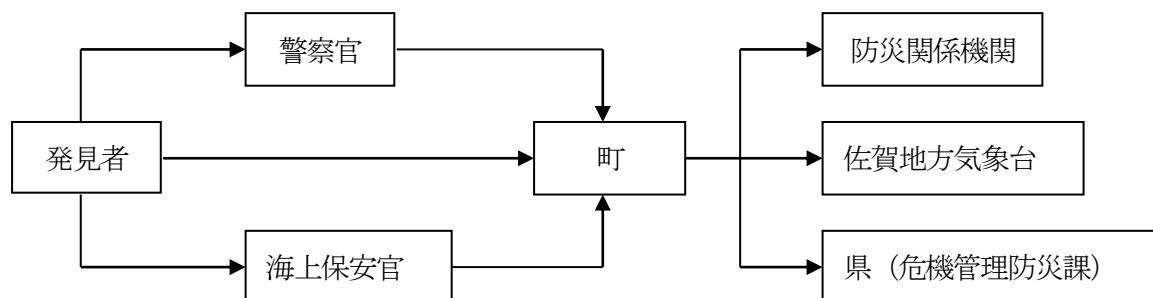 警察官
防災関係機関
発見者
町
佐賀地方気象台
海上保安官
県（危機管理防災課）